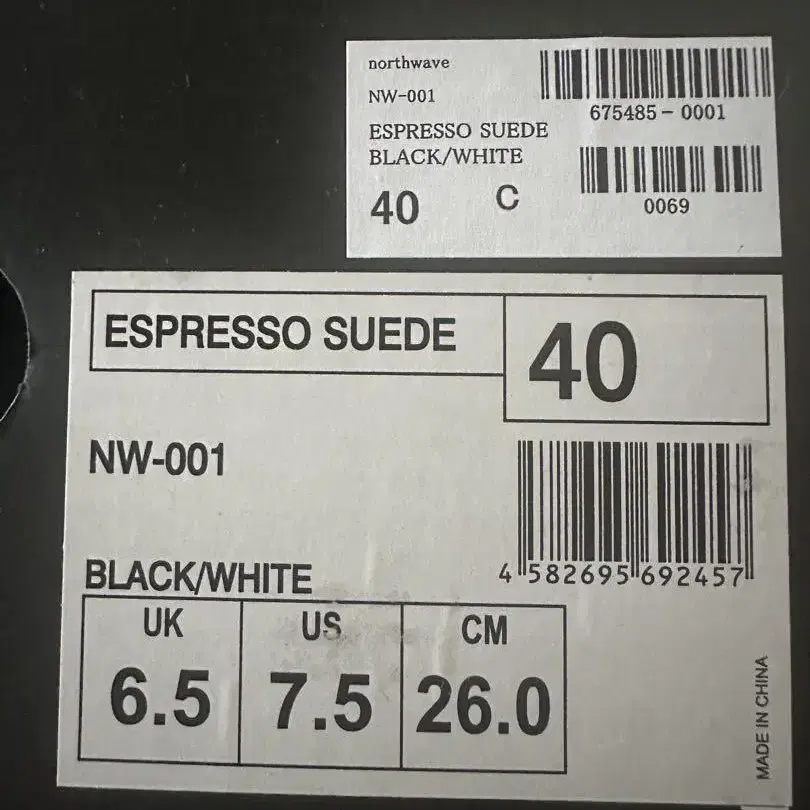 northwave
NW-001
ESPRESSO SUEDE
BLACK/WHITE
40 C
675485-0001
0069
ESPRESSO SUEDE
40
NW-001
4 582695 692457
BLACK/WHITE
UK US CM
6.5 7.5 26.0
MADE IN CHINA